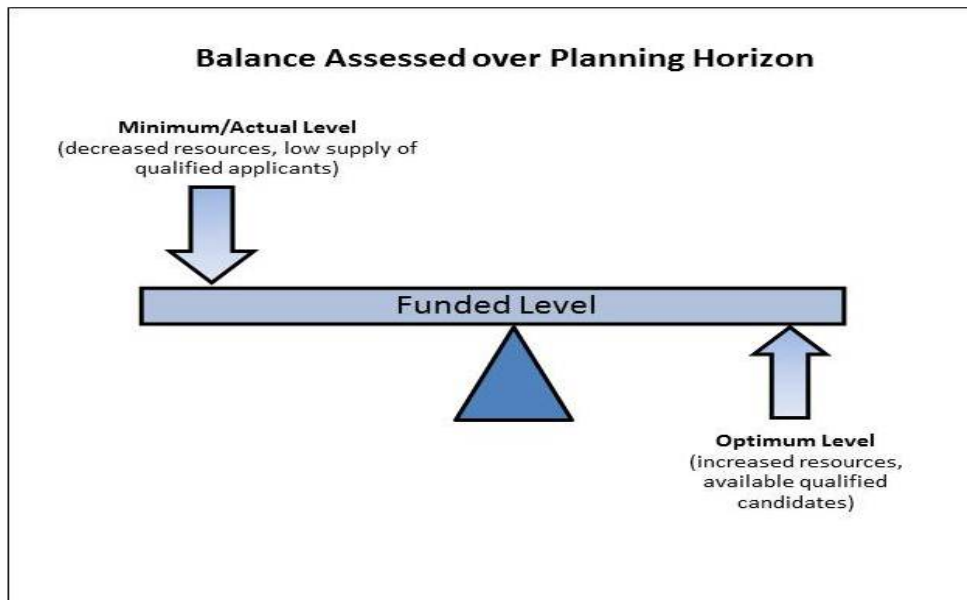 Balance Assessed over Planning Horizon
Minimum/Actual Level
(decreased resources, low supply of
qualified applicants)
Funded Level
Optimum Level
(increased resources,
available qualified
candidates)